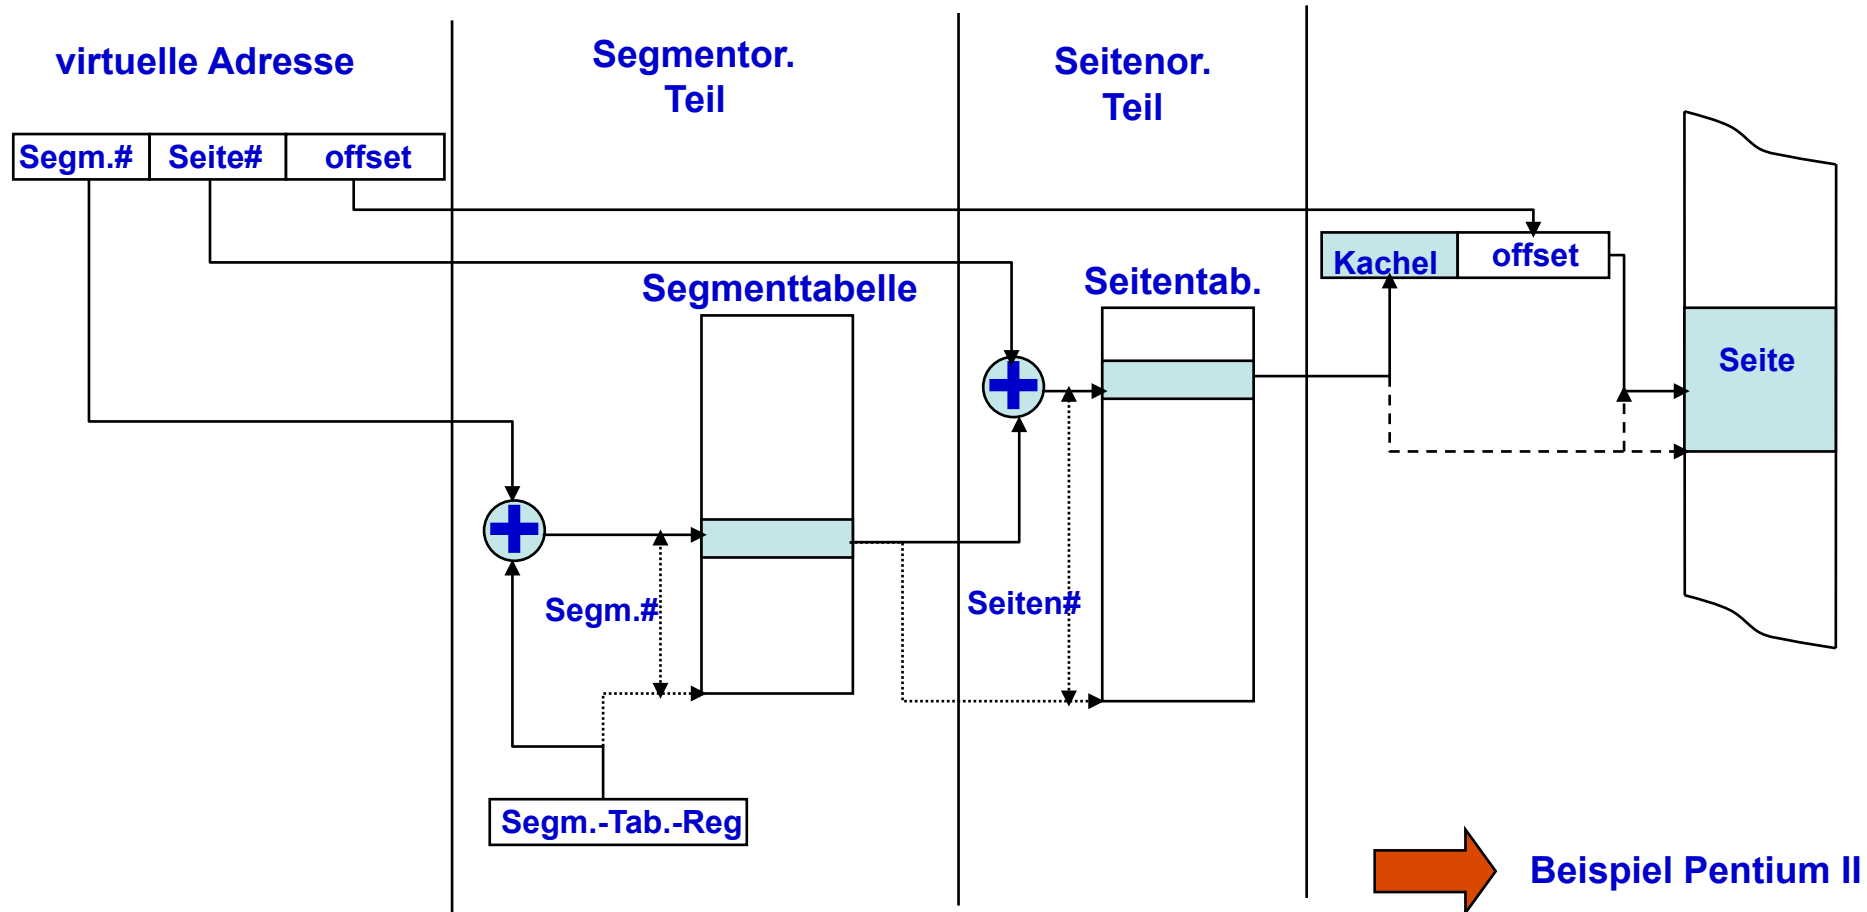 virtuelle Adresse
Segmentor.
Teil
Seitenor.
Teil
Segm.# Seite# offset
Kachel offset
Segmenttabelle
Seitentab.
Seite
Segm.#
Seiten#
Segm.-Tab.-Reg
Beispiel Pentium II